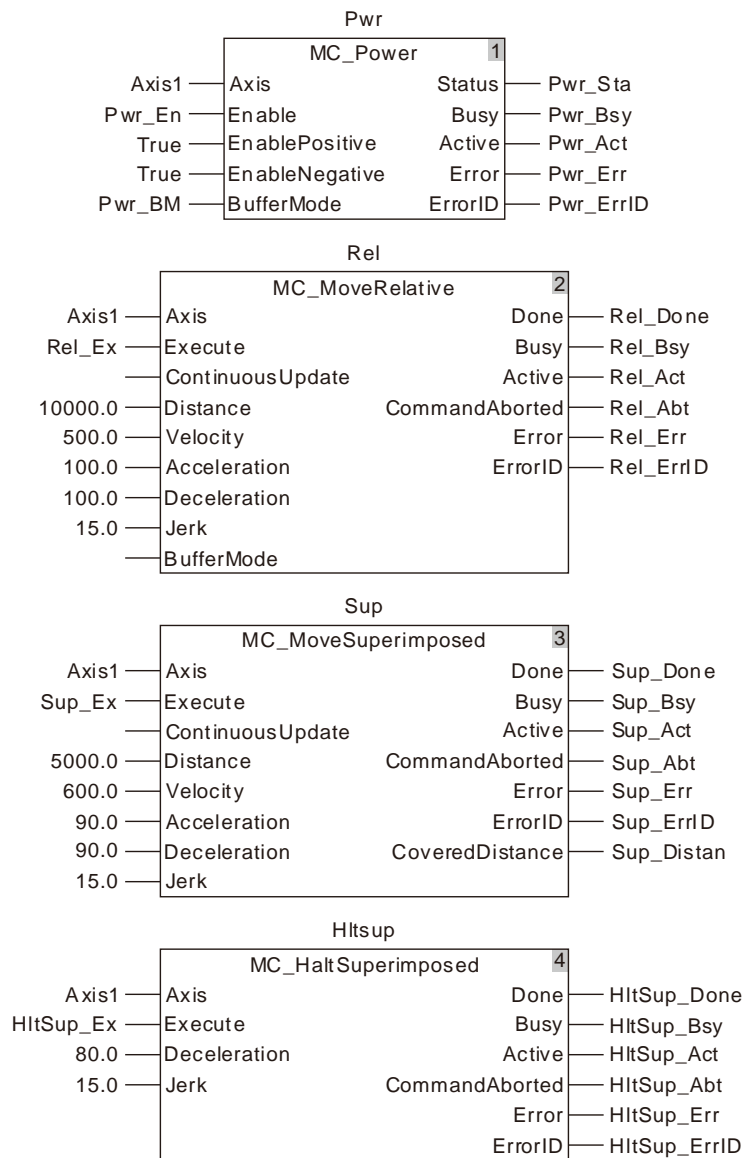 Pwr
MC_Power 1
Axis1 Axis Status Pwr_Sta
Pwr_En Enable Busy Pwr_Bsy
True EnablePositive Active Pwr_Act
True EnableNegative Error Pwr_Err
Pwr_BM BufferMode ErrorID Pwr_ErrID
Rel
MC_MoveRelative 2
Axis1 Axis Done Rel_Done
Rel_Ex Execute Busy Rel_Bsy
ContinuousUpdate Active Rel_Act
10000.0 Distance CommandAborted Rel_Abt
500.0 Velocity Error Rel_Err
100.0 Acceleration ErrorID Rel_ErrID
100.0 Deceleration
15.0 Jerk
BufferMode
Sup
MC_MoveSuperimposed 3
Axis1 Axis Done Sup_Done
Sup_Ex Execute Busy Sup_Bsy
ContinuousUpdate Active Sup_Act
5000.0 Distance CommandAborted Sup_Abt
600.0 Velocity Error Sup_Err
90.0 Acceleration ErrorID Sup_ErrID
90.0 Deceleration CoveredDistance Sup_Distan
15.0 Jerk
Hltsup
MC_HaltSuperimposed 4
Axis1 Axis Done HltSup_Done
HltSup_Ex Execute Busy HltSup_Bsy
80.0 Deceleration Active HltSup_Act
15.0 Jerk CommandAborted HltSup_Abt
Error HltSup_Err
ErrorID HltSup_ErrID